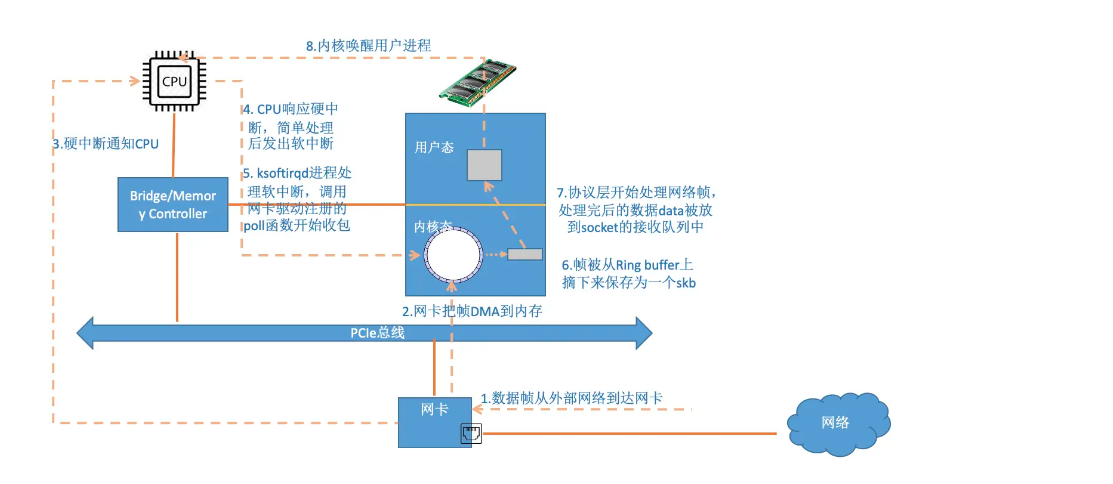 8.内核唤醒用户进程
CPU
4. CPU响应硬中
断，简单处理
后发出软中断
3.硬中断通知CPU
用户态
5. ksoftirqd进程处
理软中断，调用
网卡驱动注册的
poll函数开始收包
Bridge/Memor
y Controller
7.协议层开始处理网络帧，
处理完后的数据data被放
到socket的接收队列中
内核态
6.帧被从Ring buffer上
摘下来保存为一个skb
2.网卡把帧DMA到内存
PCIe总线
1.数据帧从外部网络到达网卡
网卡
网络